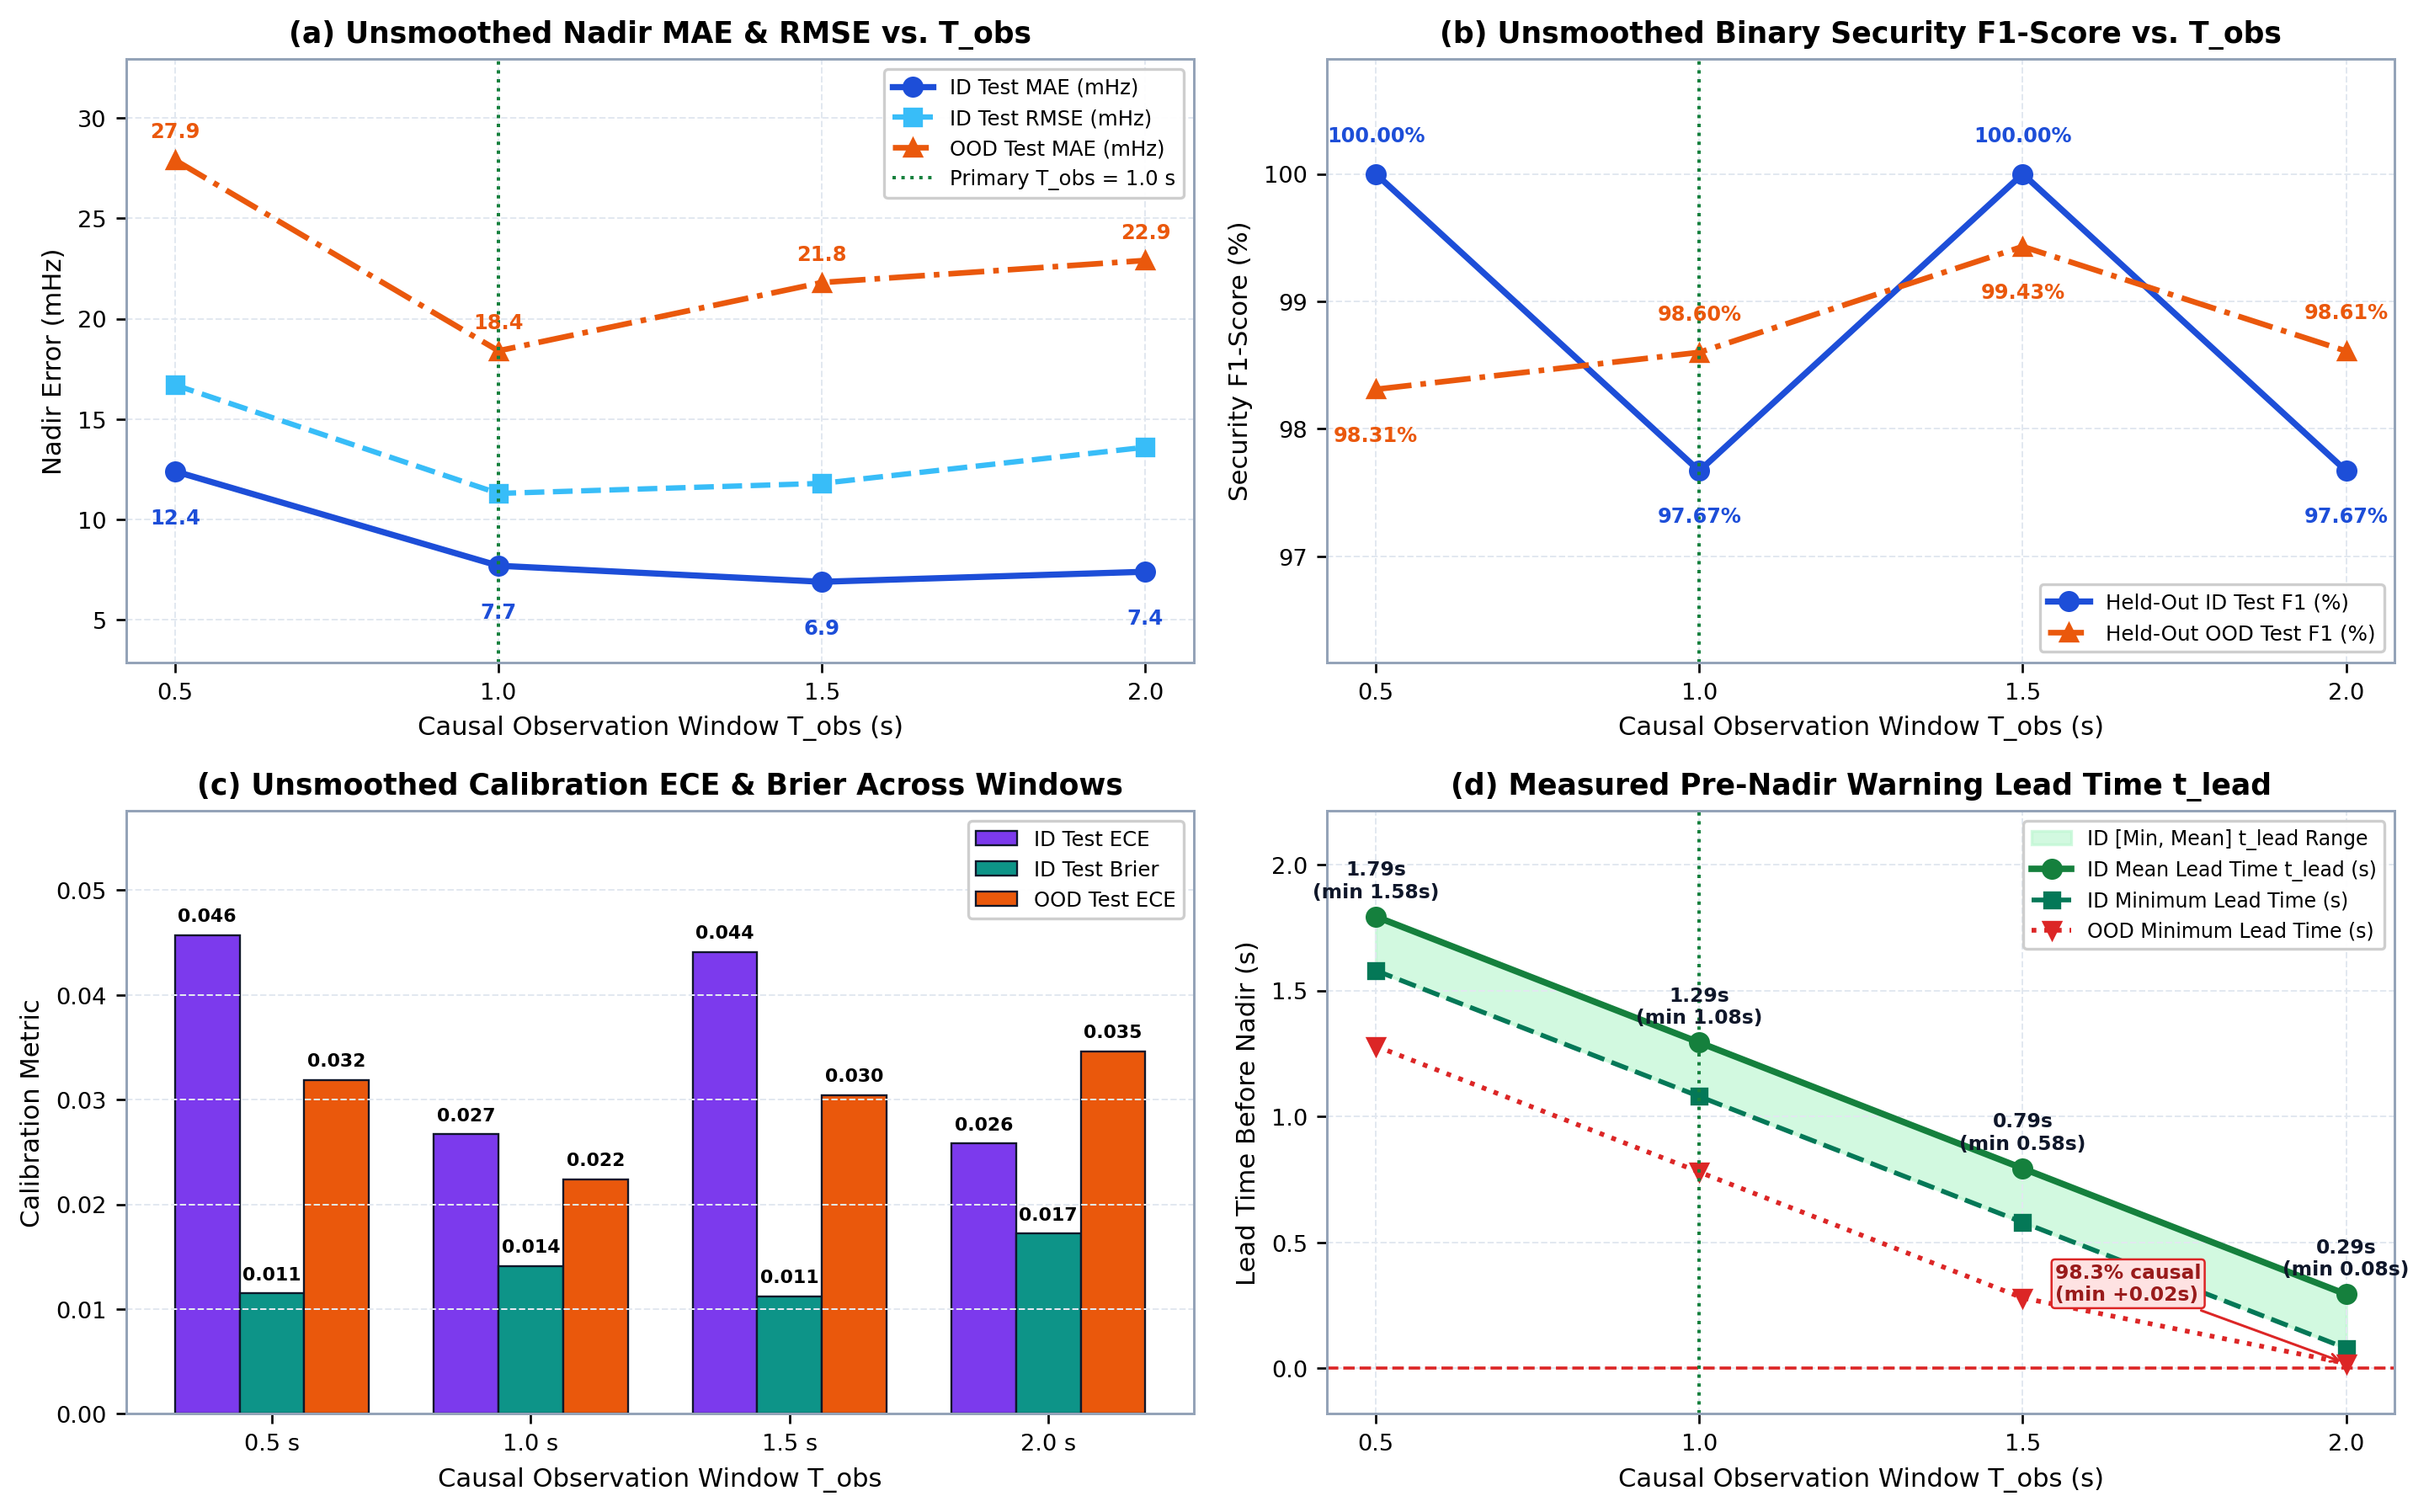 (a) Unsmoothed Nadir MAE & RMSE vs. T_obs
Nadir Error (mHz)
30
25
20
15
10
5
27.9
18.4
21.8
22.9
12.4
7.7
6.9
7.4
ID Test MAE (mHz)
ID Test RMSE (mHz)
OOD Test MAE (mHz)
Primary T_obs = 1.0 s
0.5
1.0
1.5
2.0
Causal Observation Window T_obs (s)
(b) Unsmoothed Binary Security F1-Score vs. T_obs
Security F1-Score (%)
100
99
98
97
100.00%
100.00%
98.60%
99.43%
98.61%
98.31%
97.67%
97.67%
Held-Out ID Test F1 (%)
Held-Out OOD Test F1 (%)
0.5
1.0
1.5
2.0
Causal Observation Window T_obs (s)
(c) Unsmoothed Calibration ECE & Brier Across Windows
Calibration Metric
0.05
0.04
0.03
0.02
0.01
0.00
0.046
0.011
0.032
0.027
0.014
0.022
0.044
0.011
0.030
0.026
0.017
0.035
ID Test ECE
ID Test Brier
OOD Test ECE
0.5 s
1.0 s
1.5 s
2.0 s
Causal Observation Window T_obs
(d) Measured Pre-Nadir Warning Lead Time t_lead
Lead Time Before Nadir (s)
2.0
1.5
1.0
0.5
0.0
1.79s
(min 1.58s)
1.29s
(min 1.08s)
0.79s
(min 0.58s)
0.29s
(min 0.08s)
98.3% causal
(min +0.02s)
ID [Min, Mean] t_lead Range
ID Mean Lead Time t_lead (s)
ID Minimum Lead Time (s)
OOD Minimum Lead Time (s)
0.5
1.0
1.5
2.0
Causal Observation Window T_obs (s)